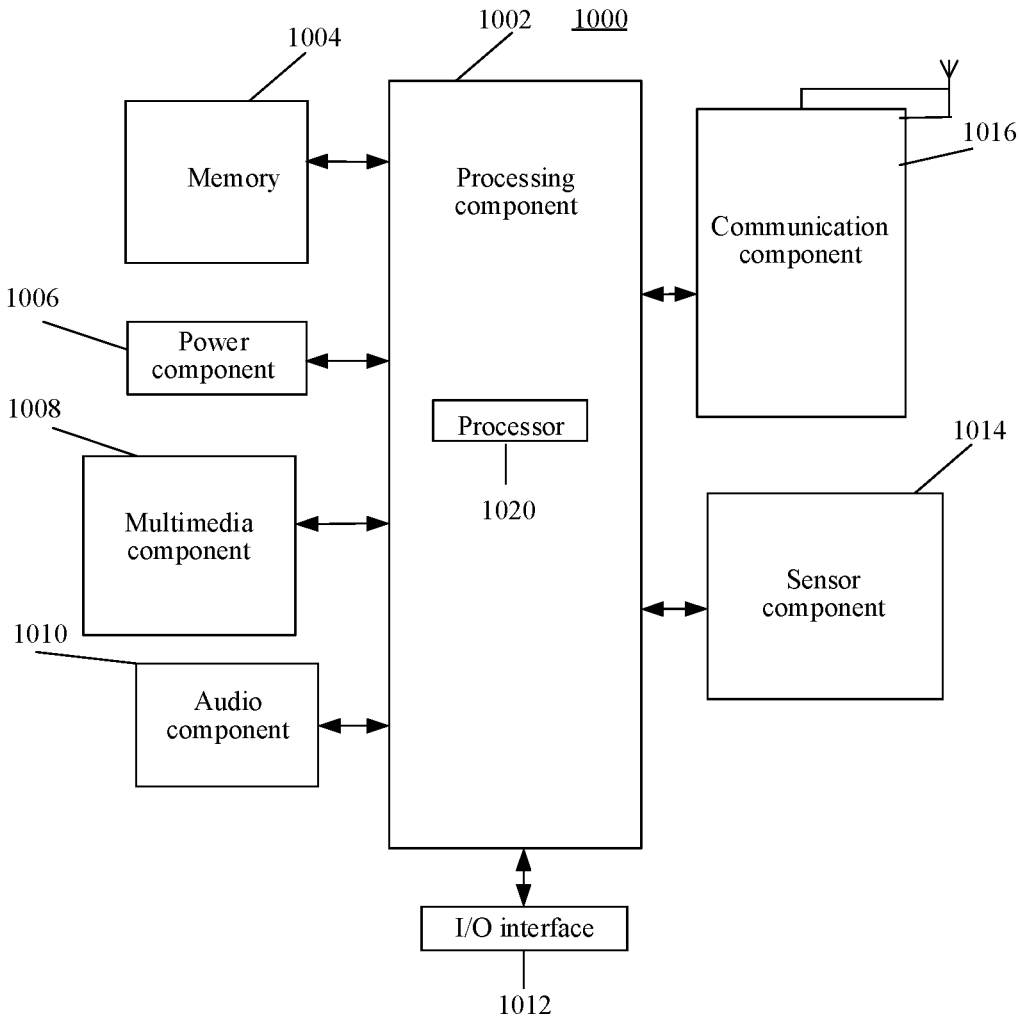 1002
1000
1004
1016
Memory
Processing
component
Communication
component
1006
Power
component
1008
Processor
1014
1020
Multimedia
component
Sensor
component
1010
Audio
component
I/O interface
1012